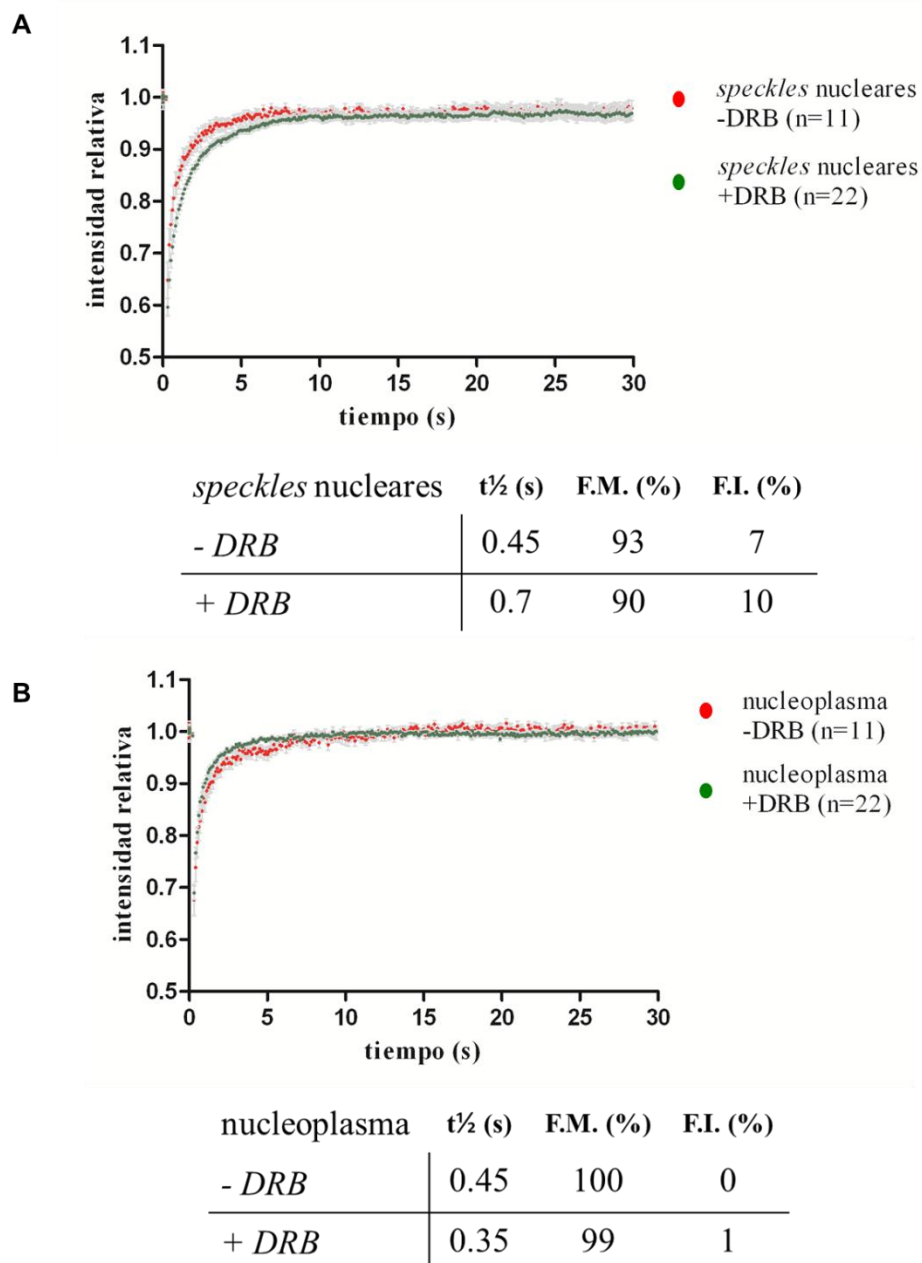 A
1.1
1.0
0.9
0.8
0.7
0.6
0.5
intensidad relativa
0 5 10 15 20 25 30
tiempo (s)
speckles nucleares
-DRB (n=11)
speckles nucleares
+DRB (n=22)
speckles nucleares t½ (s) F.M. (%) F.I. (%)
- DRB 0.45 93 7
+ DRB 0.7 90 10
B
1.1
1.0
0.9
0.8
0.7
0.6
0.5
intensidad relativa
0 5 10 15 20 25 30
tiempo (s)
nucleoplasma
-DRB (n=11)
nucleoplasma
+DRB (n=22)
nucleoplasma t½ (s) F.M. (%) F.I. (%)
- DRB 0.45 100 0
+ DRB 0.35 99 1